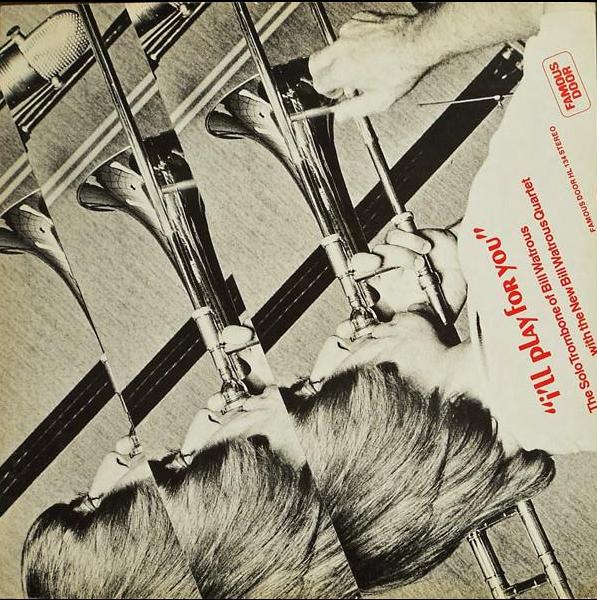 FAMOUS
DOOR
FAMOUS DOOR HL 134 STEREO
"i'll play for you"
The Solo Trombone of Bill Watrous
with the New Bill Watrous Quartet